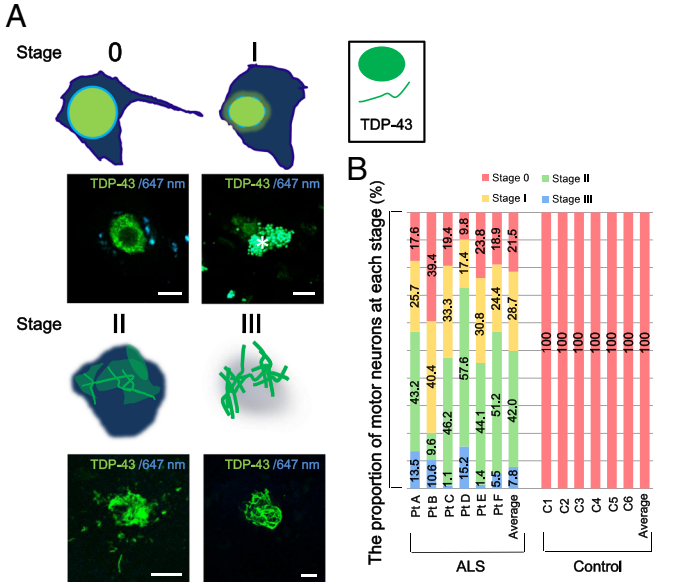 A
Stage
0
I
TDP-43
TDP-43 /647 nm
TDP-43 /647 nm
*
Stage
II
III
TDP-43 /647 nm
TDP-43 /647 nm
B
Stage 0
Stage II
Stage I
Stage III
The proportion of motor neurons at each stage (%)
17.6
25.7
43.2
13.5
39.4
40.4
9.6
10.6
19.4
33.3
46.2
1.1
9.8
17.4
57.6
15.2
23.8
30.8
44.1
1.4
18.9
24.4
51.2
5.5
21.5
28.7
42.0
7.8
100
100
100
100
100
100
100
Pt A
Pt B
Pt C
Pt D
Pt E
Pt F
Average
C1
C2
C3
C4
C5
C6
Average
ALS
Control